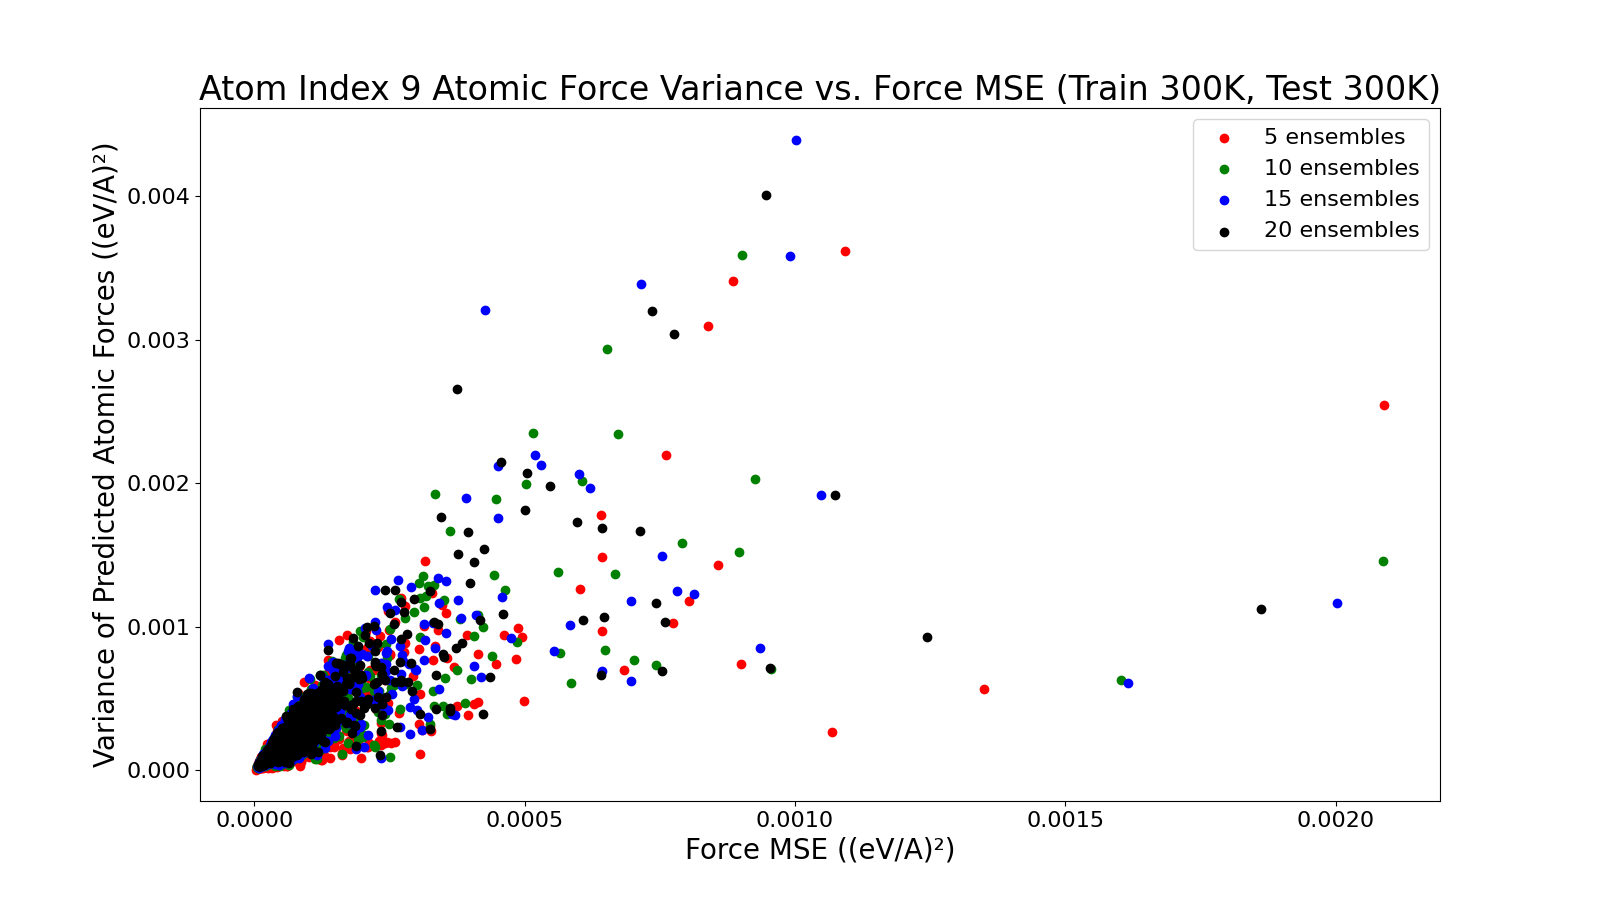 Atom Index 9 Atomic Force Variance vs. Force MSE (Train 300K, Test 300K)
5 ensembles
10 ensembles
15 ensembles
20 ensembles
Variance of Predicted Atomic Forces ((eV/A)²)
0.004
0.003
0.002
0.001
0.000
0.0000
0.0005
0.0010
0.0015
0.0020
Force MSE ((eV/A)²)